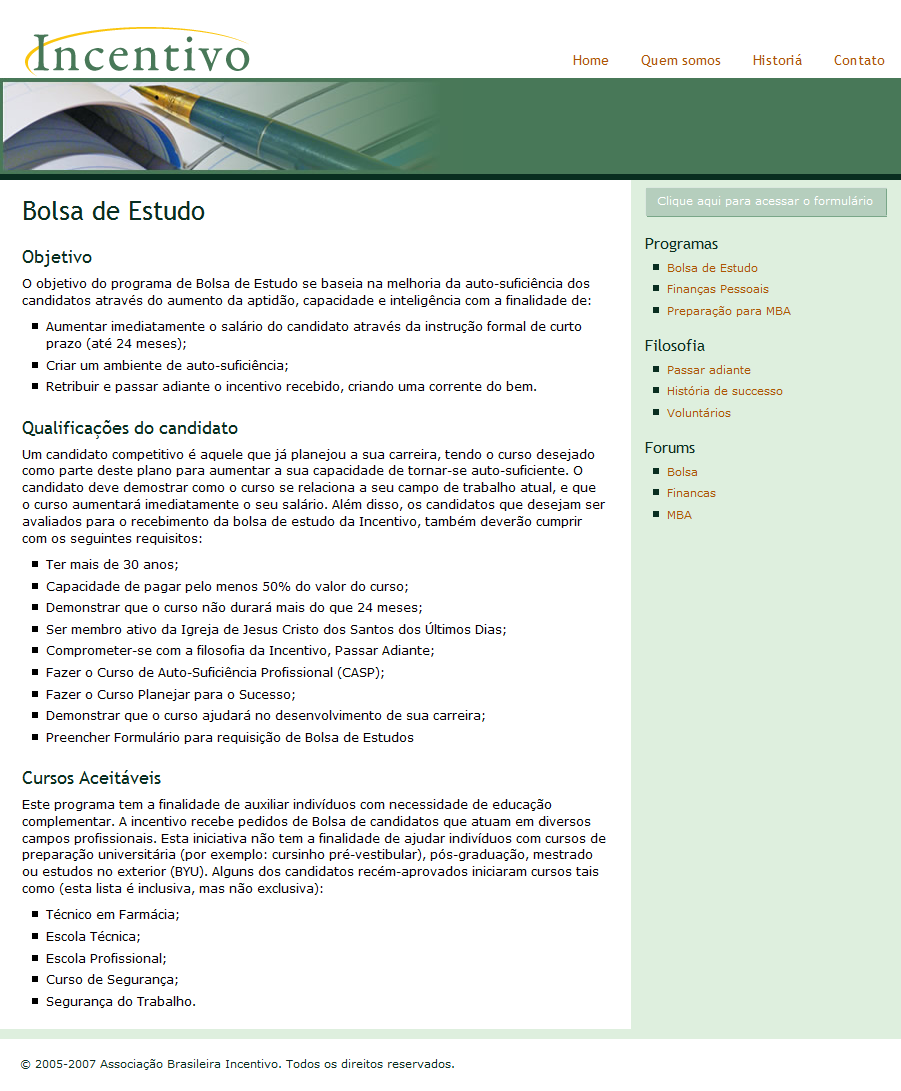 Incentivo
Home Quem somos Historiá Contato
Bolsa de Estudo
Objetivo
O objetivo do programa de Bolsa de Estudo se baseia na melhoria da auto-suficiência dos
candidatos através do aumento da aptidão, capacidade e inteligência com a finalidade de:
Aumentar imediatamente o salário do candidato através da instrução formal de curto
prazo (até 24 meses);
Criar um ambiente de auto-suficiência;
Retribuir e passar adiante o incentivo recebido, criando uma corrente do bem.
Qualificações do candidato
Um candidato competitivo é aquele que já planejou a sua carreira, tendo o curso desejado
como parte deste plano para aumentar a sua capacidade de tornar-se auto-suficiente. O
candidato deve demostrar como o curso se relaciona a seu campo de trabalho atual, e que
o curso aumentará imediatamente o seu salário. Além disso, os candidatos que desejam ser
avaliados para o recebimento da bolsa de estudo da Incentivo, também deverão cumprir
com os seguintes requisitos:
Ter mais de 30 anos;
Capacidade de pagar pelo menos 50% do valor do curso;
Demonstrar que o curso não durará mais do que 24 meses;
Ser membro ativo da Igreja de Jesus Cristo dos Santos dos Últimos Dias;
Comprometer-se com a filosofia da Incentivo, Passar Adiante;
Fazer o Curso de Auto-Suficiência Profissional (CASP);
Fazer o Curso Planejar para o Sucesso;
Demonstrar que o curso ajudará no desenvolvimento de sua carreira;
Preencher Formulário para requisição de Bolsa de Estudos
Cursos Aceitáveis
Este programa tem a finalidade de auxiliar indivíduos com necessidade de educação
complementar. A incentivo recebe pedidos de Bolsa de candidatos que atuam em diversos
campos profissionais. Esta iniciativa não tem a finalidade de ajudar indivíduos com cursos de
preparação universitária (por exemplo: cursinho pré-vestibular), pós-graduação, mestrado
ou estudos no exterior (BYU). Alguns dos candidatos recém-aprovados iniciaram cursos tais
como (esta lista é inclusiva, mas não exclusiva):
Técnico em Farmácia;
Escola Técnica;
Escola Profissional;
Curso de Segurança;
Segurança do Trabalho.
Clique aqui para acessar o formulário
Programas
Bolsa de Estudo
Finanças Pessoais
Preparação para MBA
Filosofia
Passar adiante
História de successo
Voluntários
Forums
Bolsa
Financas
MBA
© 2005-2007 Associação Brasileira Incentivo. Todos os direitos reservados.